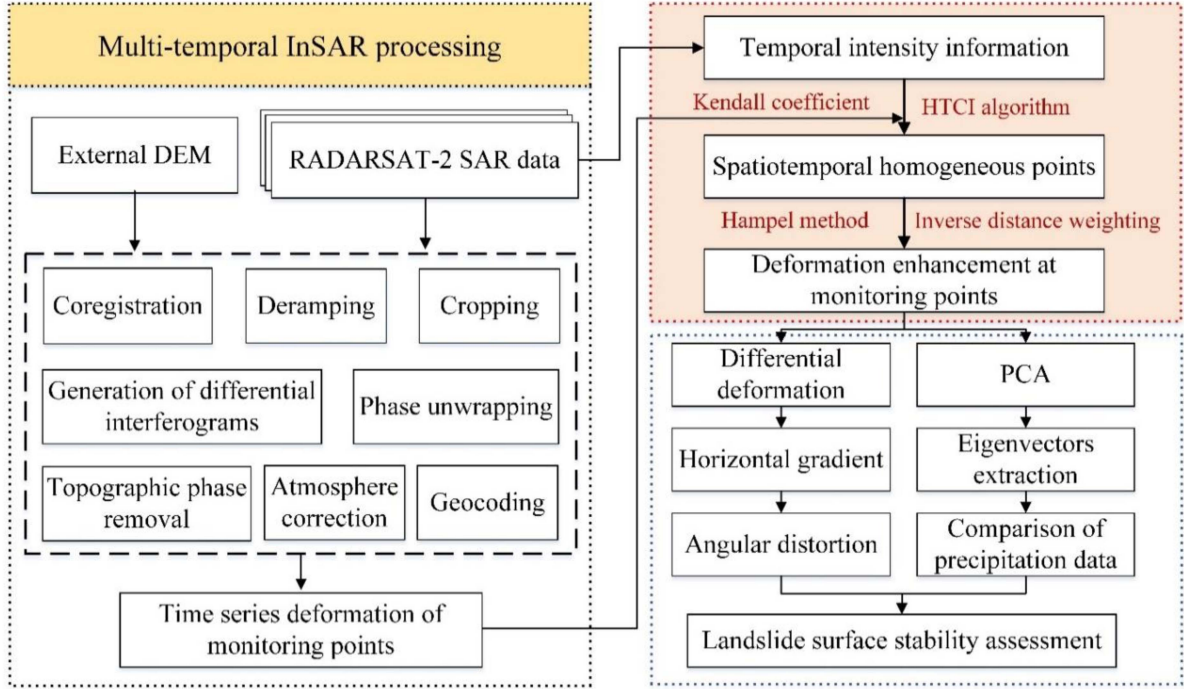 Multi-temporal InSAR processing
External DEM
RADARSAT-2 SAR data
Coregistration
Deramping
Cropping
Generation of differential
interferograms
Phase unwrapping
Topographic phase
removal
Atmosphere
correction
Geocoding
Time series deformation of
monitoring points
Temporal intensity information
Kendall coefficient
HTCI algorithm
Spatiotemporal homogeneous points
Hampel method
Inverse distance weighting
Deformation enhancement at
monitoring points
Differential
deformation
PCA
Horizontal gradient
Eigenvectors
extraction
Angular distortion
Comparison of
precipitation data
Landslide surface stability assessment